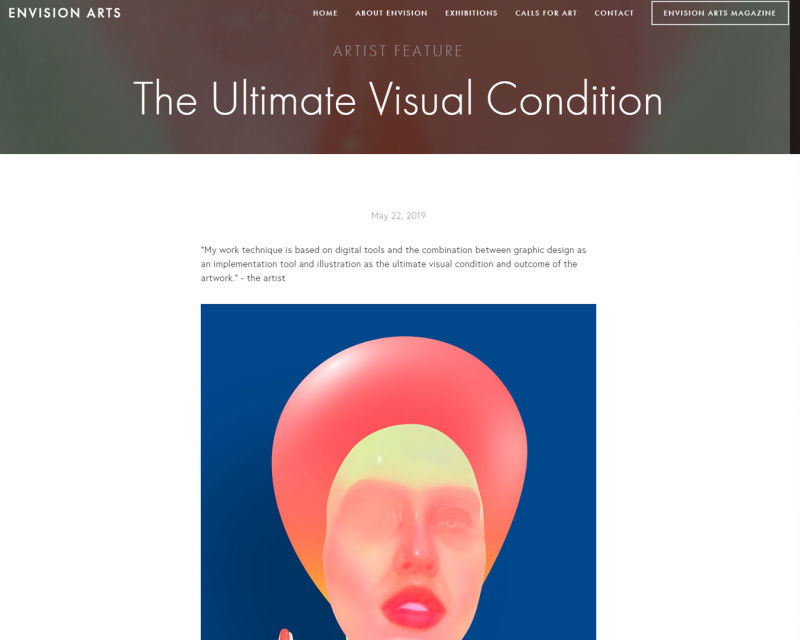 ENVISION ARTS
HOME ABOUT ENVISION EXHIBITIONS CALLS FOR ART CONTACT ENVISION ARTS MAGAZINE
ARTIST FEATURE
The Ultimate Visual Condition
May 22, 2019
"My work technique is based on digital tools and the combination between graphic design as
an implementation tool and illustration as the ultimate visual condition and outcome of the
artwork." - the artist